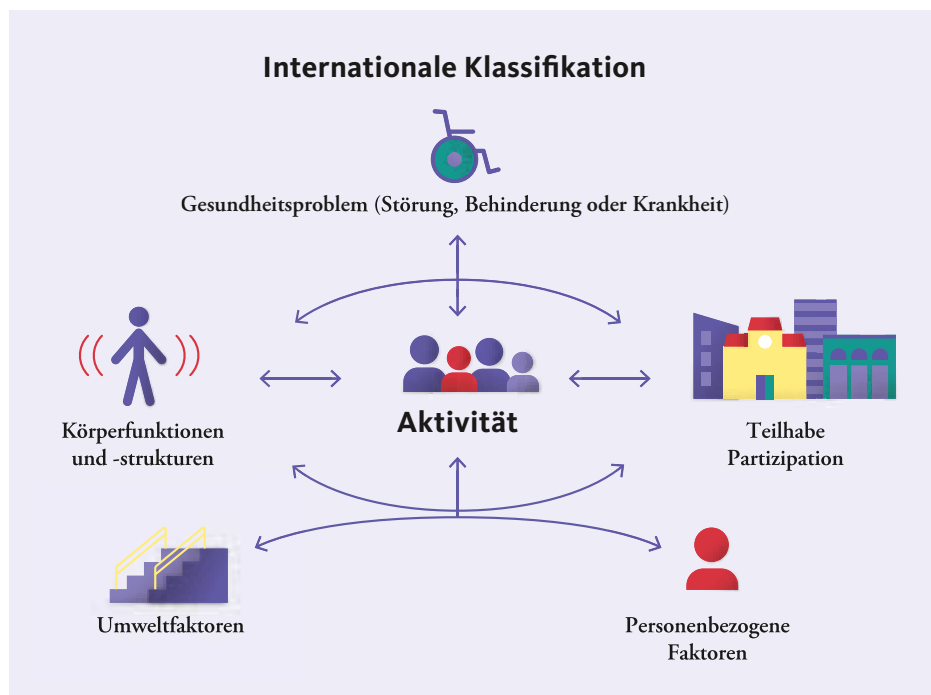 Internationale Klassifikation
Gesundheitsproblem (Störung, Behinderung oder Krankheit)
Körperfunktionen
und -strukturen
Aktivität
Teilhabe
Partizipation
Umweltfaktoren
Personenbezogene
Faktoren